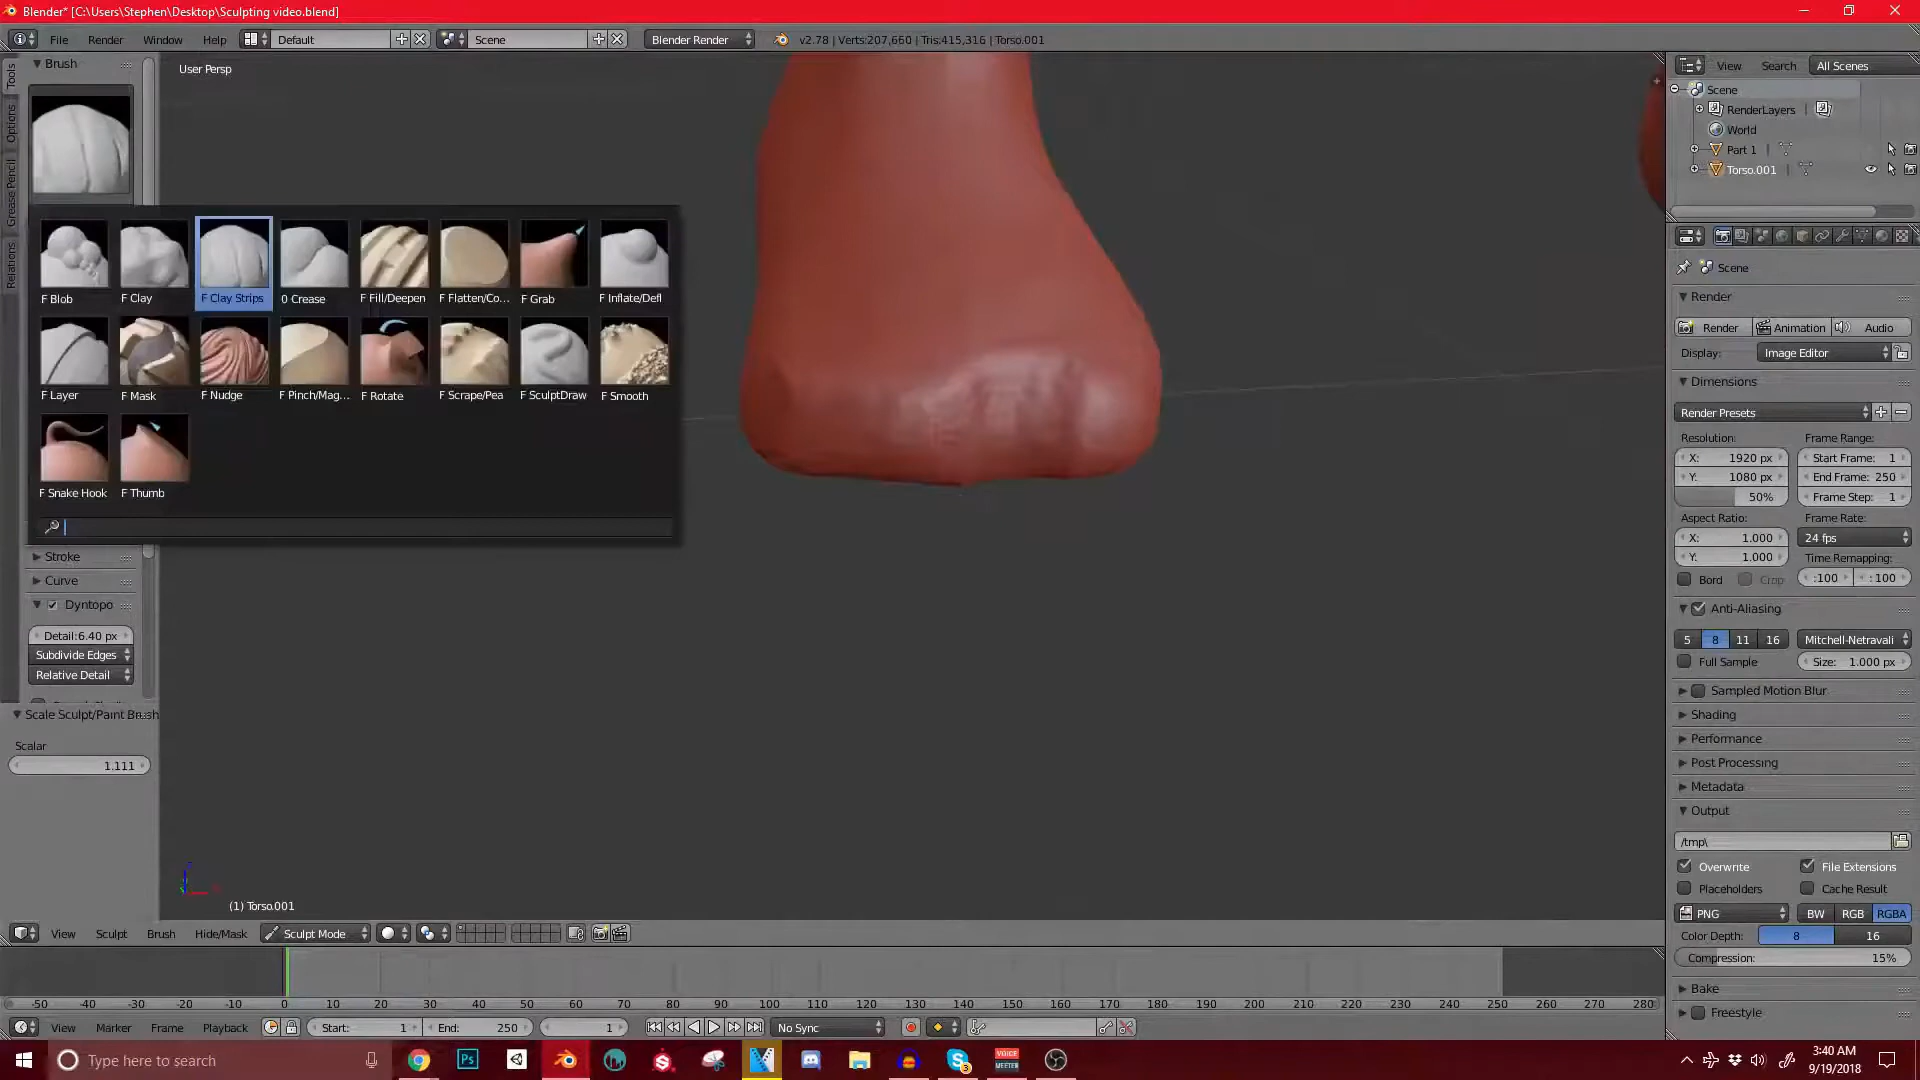 Blender* [C:\Users\Stephen\Desktop\Sculpting video.blend]
File Render Window Help Default Scene Blender Render v2.78 | Verts:207,660 | Tris:415,316 | Torso.001
Tools
Options
Grease Pencil
Relations
Brush
User Persp
F Blob F Clay F Clay Strips 0 Crease F Fill/Deepen F Flatten/Co... F Grab F Inflate/Defl
F Layer F Mask F Nudge F Pinch/Mag... F Rotate F Scrape/Pea F SculptDraw F Smooth
F Snake Hook F Thumb
Stroke
Curve
Dyntopo
Detail:6.40 px
Subdivide Edges
Relative Detail
Scale Sculpt/Paint Brush
Scalar
1.111
(1) Torso.001
View Sculpt Brush Hide/Mask Sculpt Mode
-50 -40 -30 -20 -10 0 10 20 30 40 50 60 70 80 90 100 110 120 130 140 150 160 170 180 190 200 210 220 230 240 250 260 270 280
View Marker Frame Playback Start: 1 End: 250 1 No Sync
View Search All Scenes
Scene
RenderLayers
World
Part 1
Torso.001
Scene
Render
Render Animation Audio
Display: Image Editor
Dimensions
Render Presets
Resolution: Frame Range:
X: 1920 px Start Frame: 1
Y: 1080 px End Frame: 250
50% Frame Step: 1
Aspect Ratio: Frame Rate:
X: 1.000 24 fps
Y: 1.000 Time Remapping:
Bord Crop :100 :100
Anti-Aliasing
5 8 11 16 Mitchell-Netravali
Full Sample Size: 1.000 px
Sampled Motion Blur
Shading
Performance
Post Processing
Metadata
Output
/tmp\
Overwrite File Extensions
Placeholders Cache Result
PNG BW RGB RGBA
Color Depth: 8 16
Compression: 15%
Bake
Freestyle
Type here to search
Ps
VOICE MEETER
3:40 AM
9/19/2018